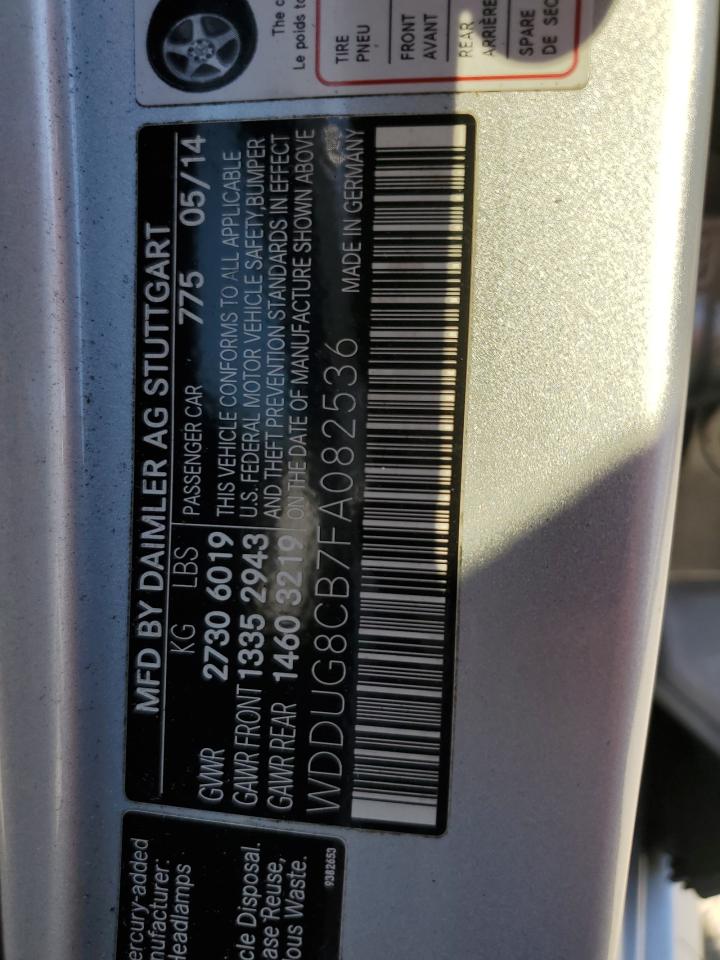 The
Le poids to
TIRE
PNEU
FRONT
AVANT
REAR
ARRIÈRE
SPARE
DE SEC
MFD BY DAIMLER AG STUTTGART
KG LBS PASSENGER CAR 775 05/14
GVWR 2730 6019 THIS VEHICLE CONFORMS TO ALL APPLICABLE
GAWR FRONT 1335 2943 U.S. FEDERAL MOTOR VEHICLE SAFETY, BUMPER
GAWR REAR 1460 3219 AND THEFT PREVENTION STANDARDS IN EFFECT
ON THE DATE OF MANUFACTURE SHOWN ABOVE
WDDUG8CB7FA082536 MADE IN GERMANY
ercury-added
nufacturer:
Headlamps
cle Disposal.
ase Reuse,
ous Waste.
9382653